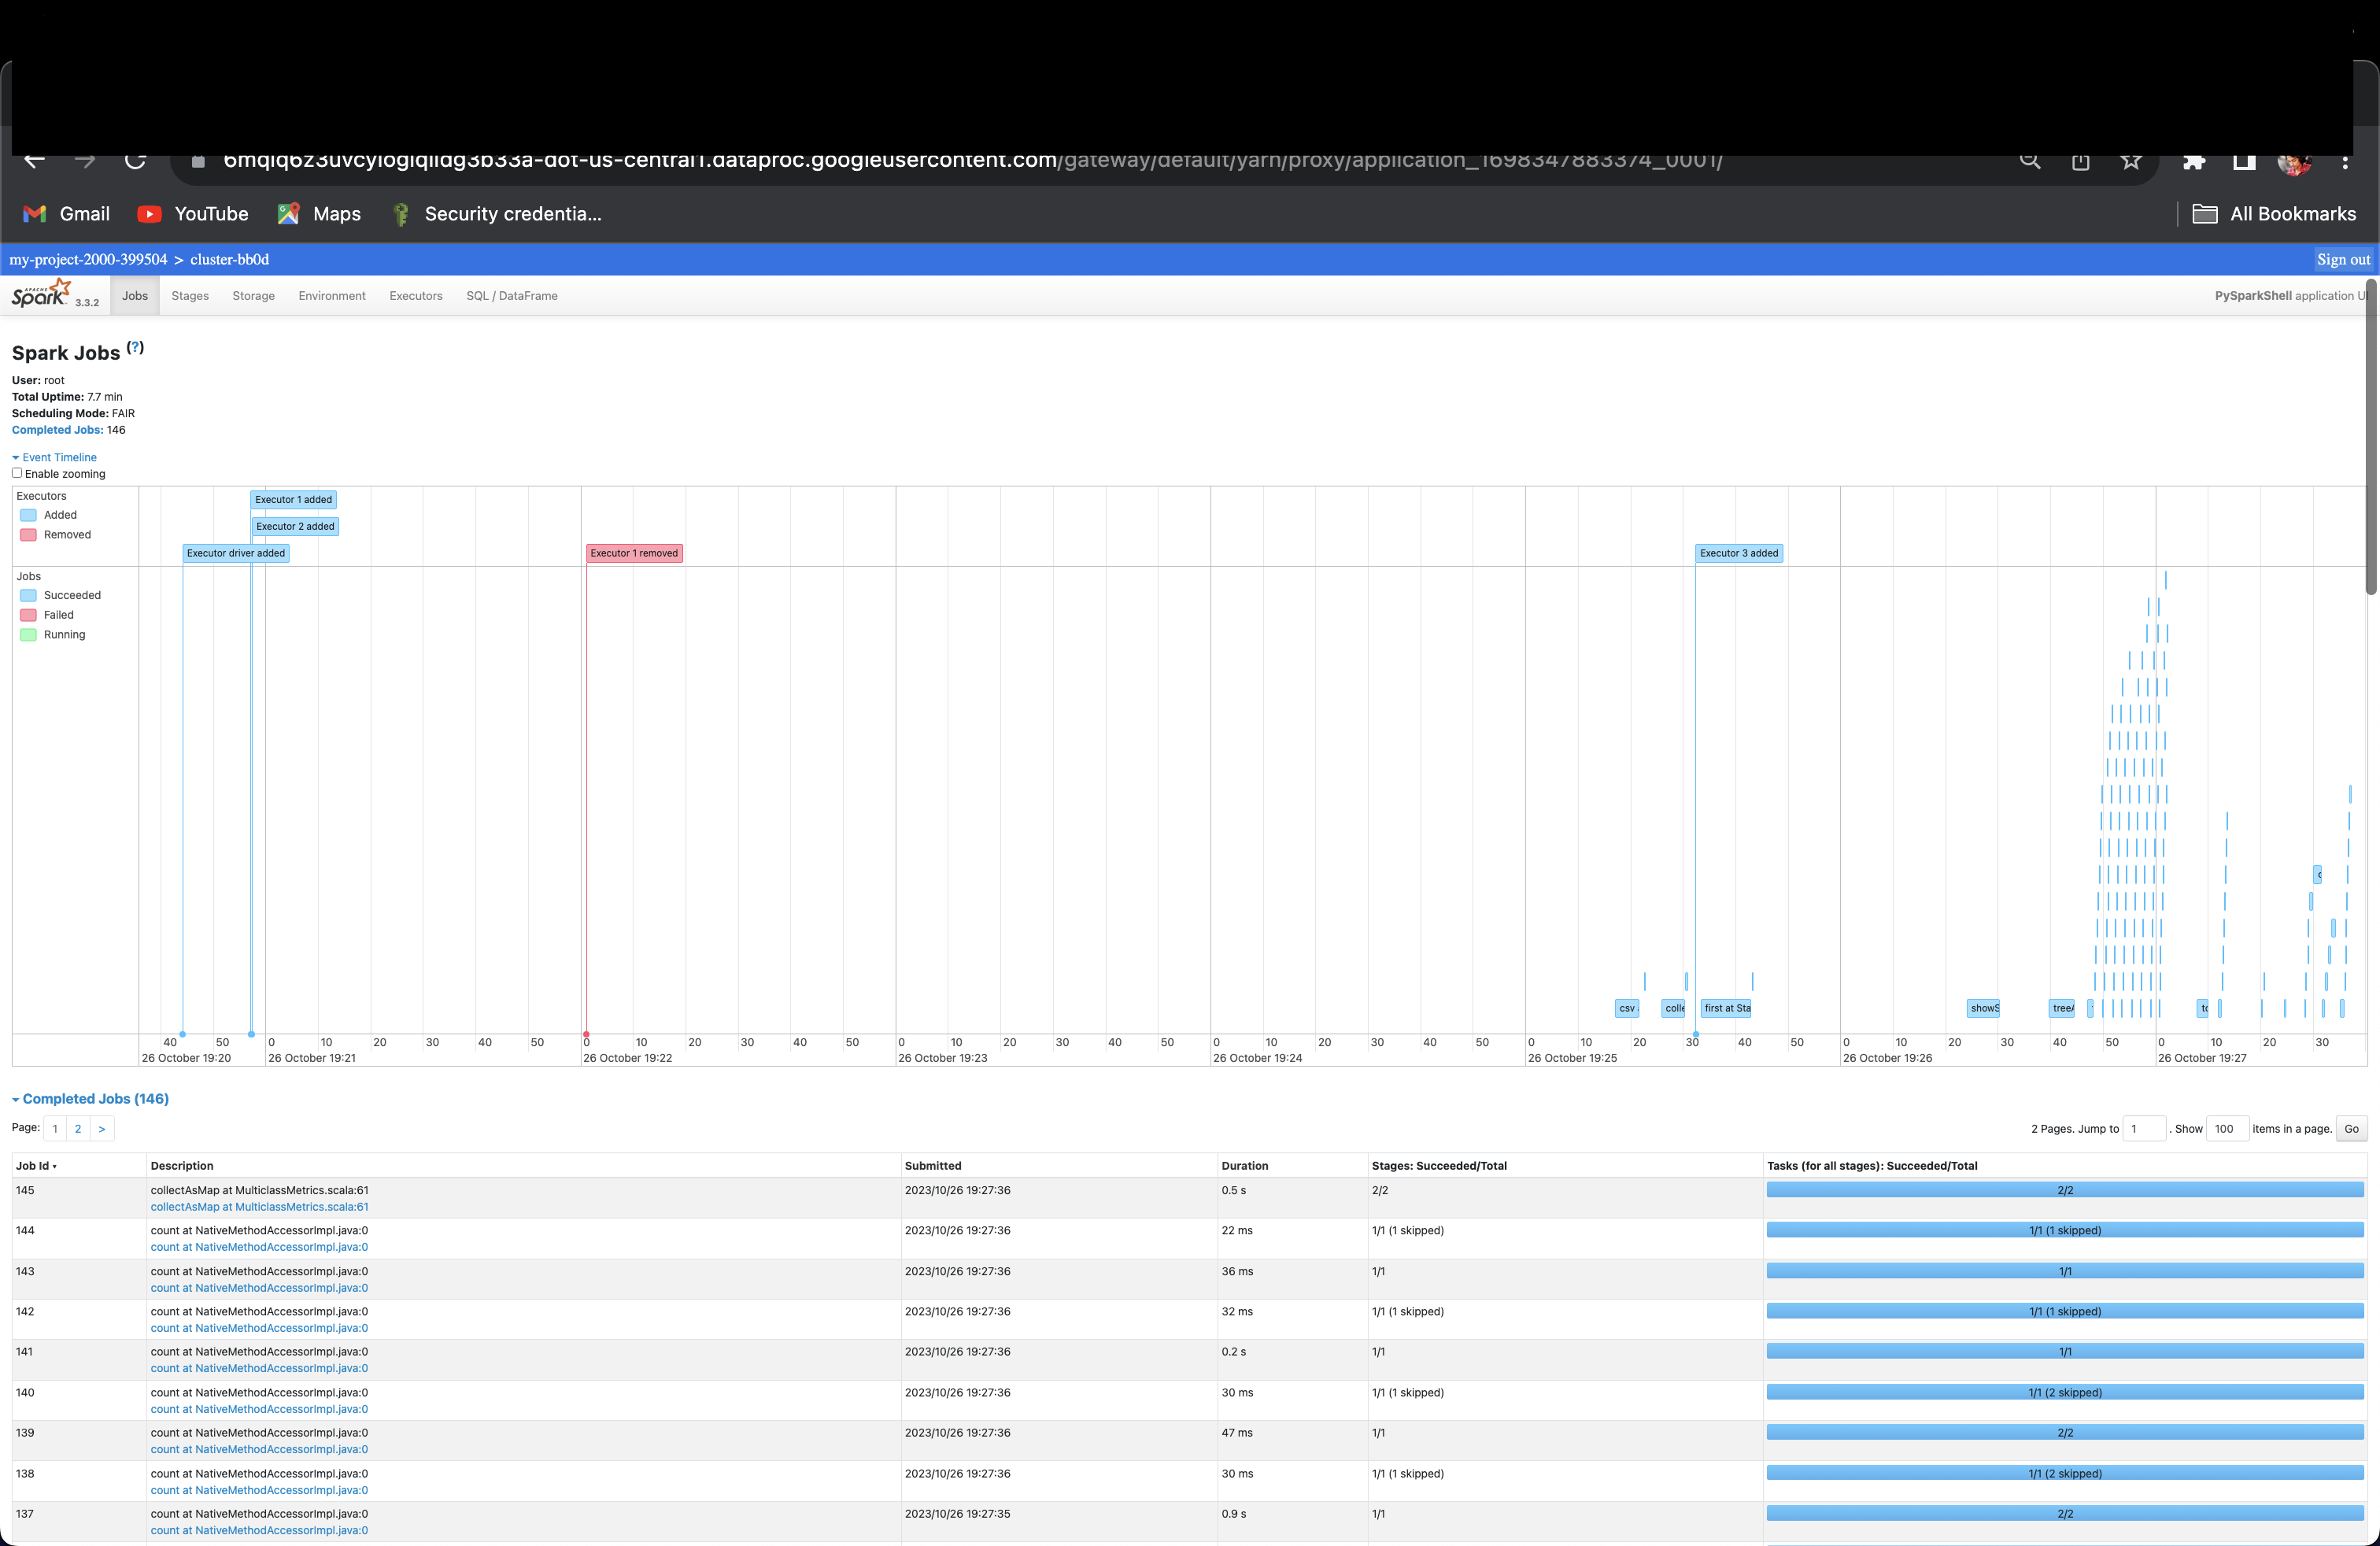 6mqlq6z3uvcyloglqlldg3b33a-dot-us-central1.dataproc.googleusercontent.com/gateway/default/yarn/proxy/application_1698347883374_0001/
Gmail YouTube Maps Security credentia... All Bookmarks
my-project-2000-399504 > cluster-bb0d Sign out
APACHE Spark 3.3.2 Jobs Stages Storage Environment Executors SQL / DataFrame PySparkShell application UI
Spark Jobs (?)
User: root
Total Uptime: 7.7 min
Scheduling Mode: FAIR
Completed Jobs: 146
Event Timeline
Enable zooming
Executors
Added
Removed
Executor 1 added
Executor 2 added
Executor driver added Executor 1 removed Executor 3 added
Jobs
Succeeded
Failed
Running
csv colle first at Sta showS treeA to
40 50 0 10 20 30 40 50 0 10 20 30 40 50 0 10 20 30 40 50 0 10 20 30 40 50 0 10 20 30 40 50 0 10 20 30 40 50 0 10 20 30
26 October 19:20 26 October 19:21 26 October 19:22 26 October 19:23 26 October 19:24 26 October 19:25 26 October 19:26 26 October 19:27
Completed Jobs (146)
Page: 1 2 > 2 Pages. Jump to 1 . Show 100 items in a page. Go
Job Id Description Submitted Duration Stages: Succeeded/Total Tasks (for all stages): Succeeded/Total
145 collectAsMap at MulticlassMetrics.scala:61 2023/10/26 19:27:36 0.5 s 2/2 2/2
collectAsMap at MulticlassMetrics.scala:61
144 count at NativeMethodAccessorImpl.java:0 2023/10/26 19:27:36 22 ms 1/1 (1 skipped) 1/1 (1 skipped)
count at NativeMethodAccessorImpl.java:0
143 count at NativeMethodAccessorImpl.java:0 2023/10/26 19:27:36 36 ms 1/1 1/1
count at NativeMethodAccessorImpl.java:0
142 count at NativeMethodAccessorImpl.java:0 2023/10/26 19:27:36 32 ms 1/1 (1 skipped) 1/1 (1 skipped)
count at NativeMethodAccessorImpl.java:0
141 count at NativeMethodAccessorImpl.java:0 2023/10/26 19:27:36 0.2 s 1/1 1/1
count at NativeMethodAccessorImpl.java:0
140 count at NativeMethodAccessorImpl.java:0 2023/10/26 19:27:36 30 ms 1/1 (1 skipped) 1/1 (2 skipped)
count at NativeMethodAccessorImpl.java:0
139 count at NativeMethodAccessorImpl.java:0 2023/10/26 19:27:36 47 ms 1/1 2/2
count at NativeMethodAccessorImpl.java:0
138 count at NativeMethodAccessorImpl.java:0 2023/10/26 19:27:36 30 ms 1/1 (1 skipped) 1/1 (2 skipped)
count at NativeMethodAccessorImpl.java:0
137 count at NativeMethodAccessorImpl.java:0 2023/10/26 19:27:35 0.9 s 1/1 2/2
count at NativeMethodAccessorImpl.java:0